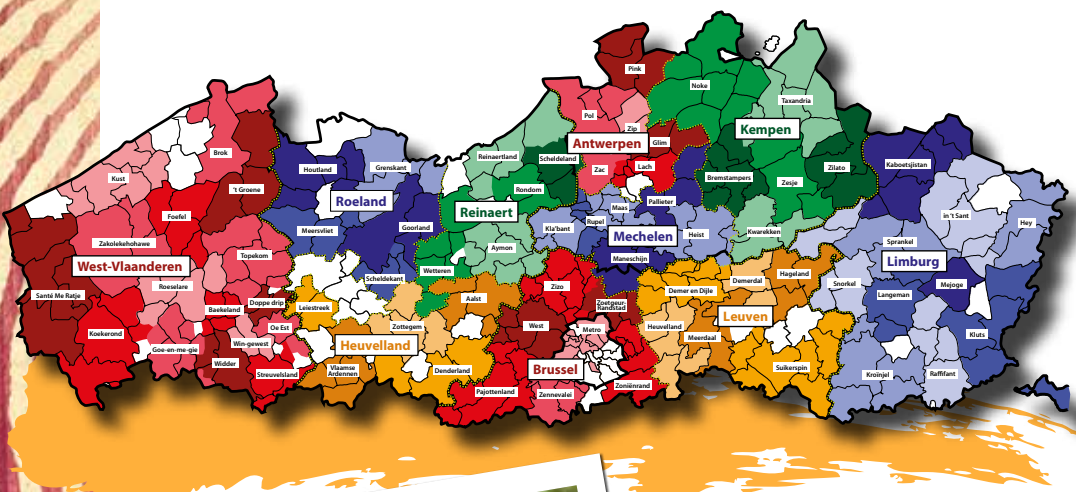 Pink
Noke
Taxandria
Pol
Zip
Kempen
Antwerpen
Glim
Brok
Reinaertland
Scheldeland
Grenskant
Houtland
Zac
Lach
Zilato
Kaboetsjistan
Kust
't Groene
Rondom
Bremstampers
Zesje
Roeland
Pallieter
Maas
Foefel
Reinaert
in 't Sant
Rupel
Hey
Goorland
Kla'bant
Meersvliet
Kwarekken
Mechelen
Heist
Zakolekehohawe
Sprankel
Aymon
Topekom
Maneschijn
Limburg
West-Vlaanderen
Wetteren
Hageland
Scheldekant
Demerdal
Snorkel
Mejoge
Roeselare
Zizo
Demer en Dijle
Santé Me Ratje
Langeman
Aalst
Doppe drip
Zoetgeur-
Randstad
Leiestreek
Baekeland
Leuven
Zottegem
West
Heuvelland
Oe Est
Metro
Koekerond
Kluts
Meerdaal
Win-gewest
Heuvelland
Goe-en-me-gie
Widder
Vlaamse
Ardennen
Denderland
Brussel
Suikerspin
Streuvelsland
Kroinjel
Raffifant
Zoniënrand
Pajottenland
Zennevalei